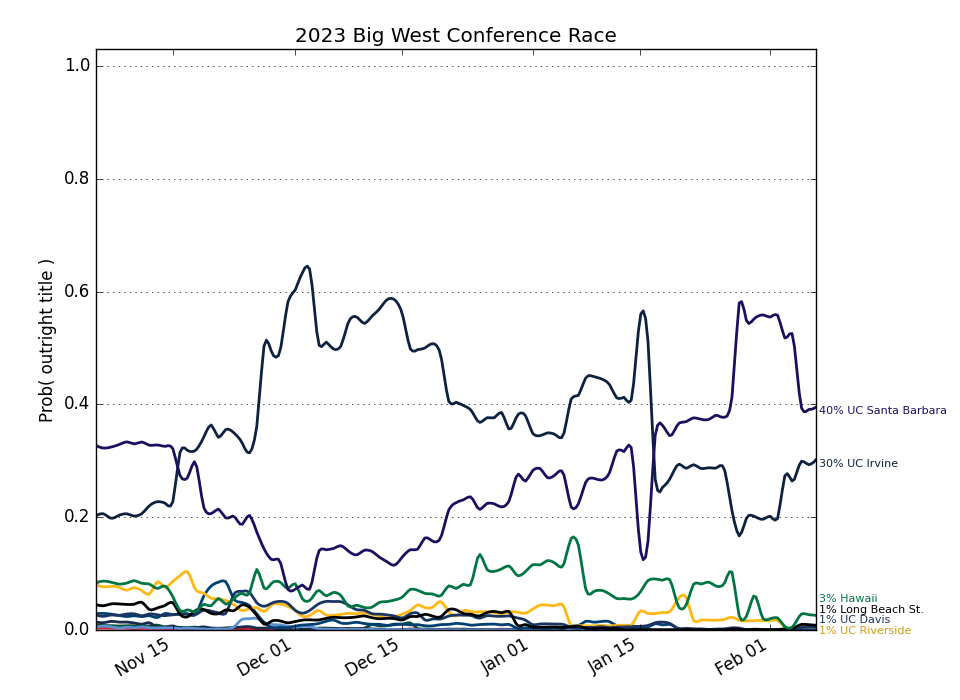 2023 Big West Conference Race
Prob( outright title )
1.0
0.8
0.6
0.4
0.2
0.0
Nov 15
Dec 01
Dec 15
Jan 01
Jan 15
Feb 01
40% UC Santa Barbara
30% UC Irvine
3% Hawaii
1% Long Beach St.
1% UC Davis
1% UC Riverside